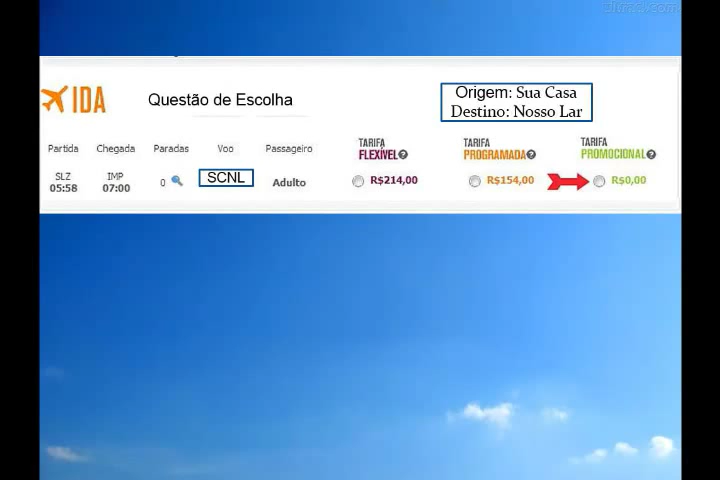 IDA
Questão de Escolha
Origem: Sua Casa
Destino: Nosso Lar
Partida Chegada Paradas Voo Passageiro TARIFA FLEXÍVEL? TARIFA PROGRAMADA? TARIFA PROMOCIONAL?
SLZ 05:58 IMP 07:00 0 SCNL Adulto R$214,00 R$154,00 R$0,00